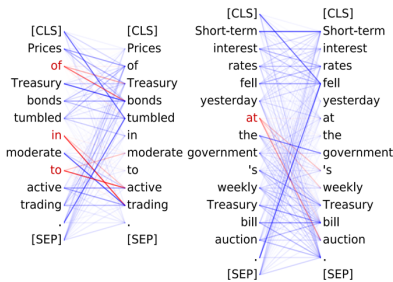 [CLS] [CLS]
Prices Prices
of of
Treasury Treasury
bonds bonds
tumbled tumbled
in in
moderate moderate
to to
active active
trading trading
. .
[SEP] [SEP]
[CLS] [CLS]
Short-term Short-term
interest interest
rates rates
fell fell
yesterday yesterday
at at
the the
government government
's 's
weekly weekly
Treasury Treasury
bill bill
auction auction
. .
[SEP] [SEP]